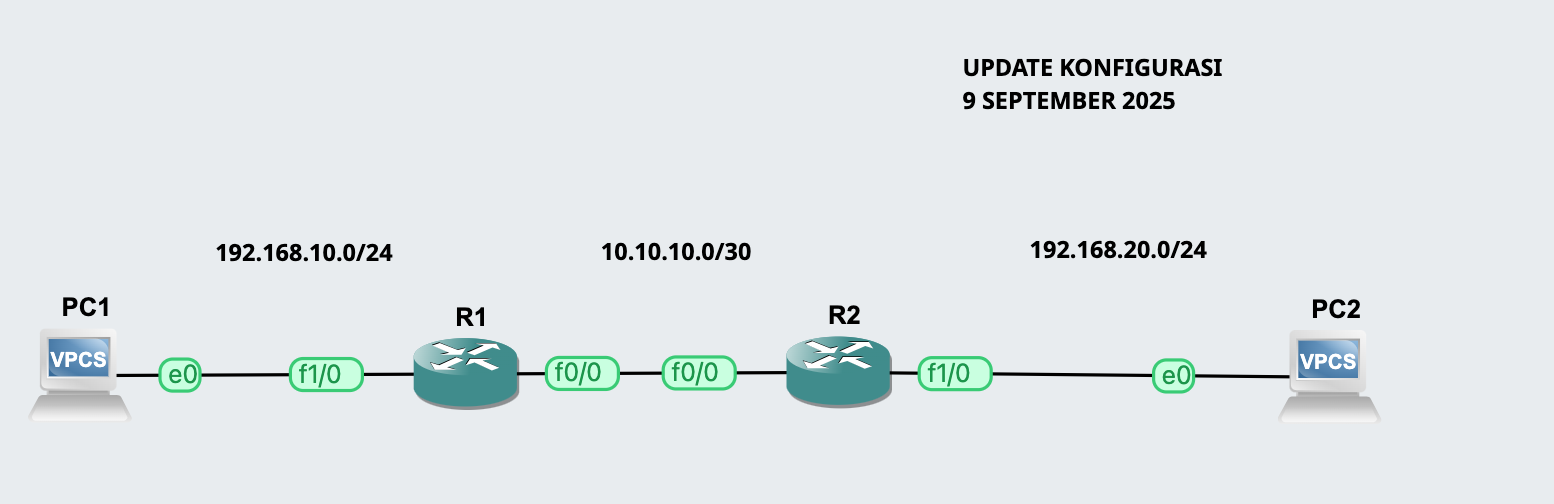 UPDATE KONFIGURASI
9 SEPTEMBER 2025
192.168.10.0/24
10.10.10.0/30
192.168.20.0/24
PC1
R1
R2
PC2
VPCS
e0
f1/0
f0/0
f0/0
f1/0
e0
VPCS